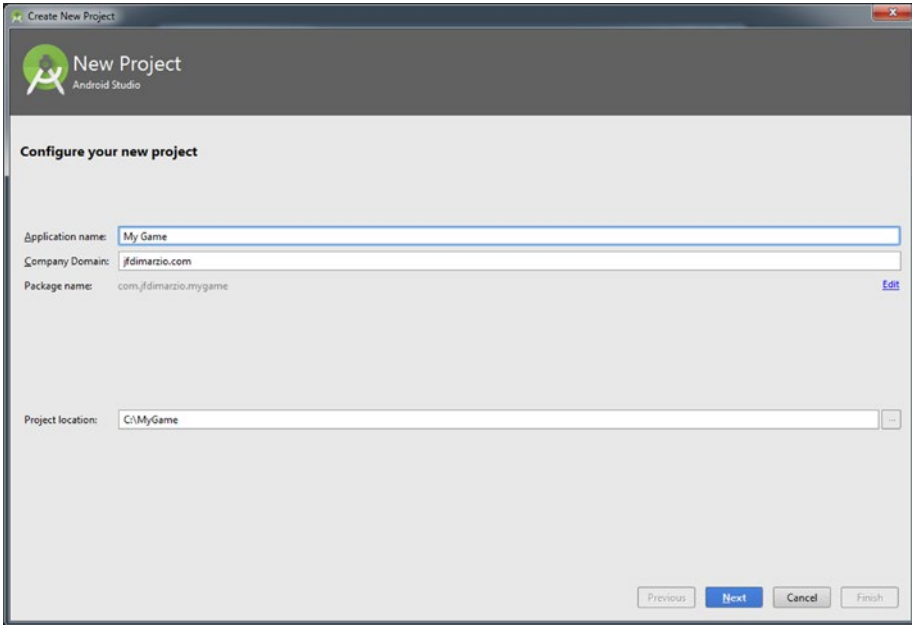 Create New Project
New Project
Android Studio
Configure your new project
Application name: My Game
Company Domain: jfdimarzio.com
Package name: com.jfdimarzio.mygame Edit
Project location: C:\MyGame ...
Previous Next Cancel Finish